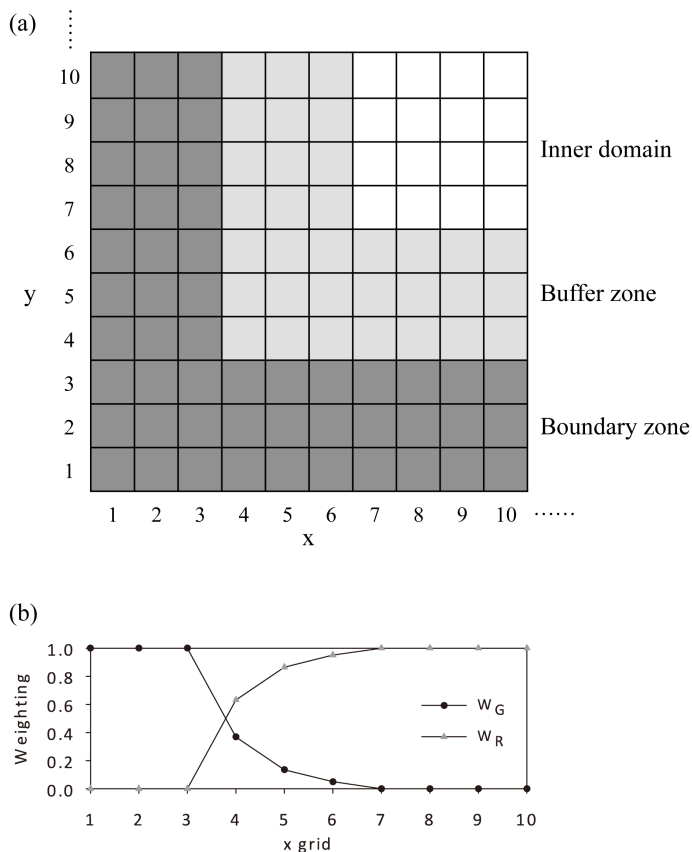 (a)
10
9
8
7
6
5
4
3
2
1
y
Inner domain
Buffer zone
Boundary zone
1 2 3 4 5 6 7 8 9 10 ······
x
(b)
Weighting
1.0
0.8
0.6
0.4
0.2
0.0
W G
W R
1 2 3 4 5 6 7 8 9 10
x grid